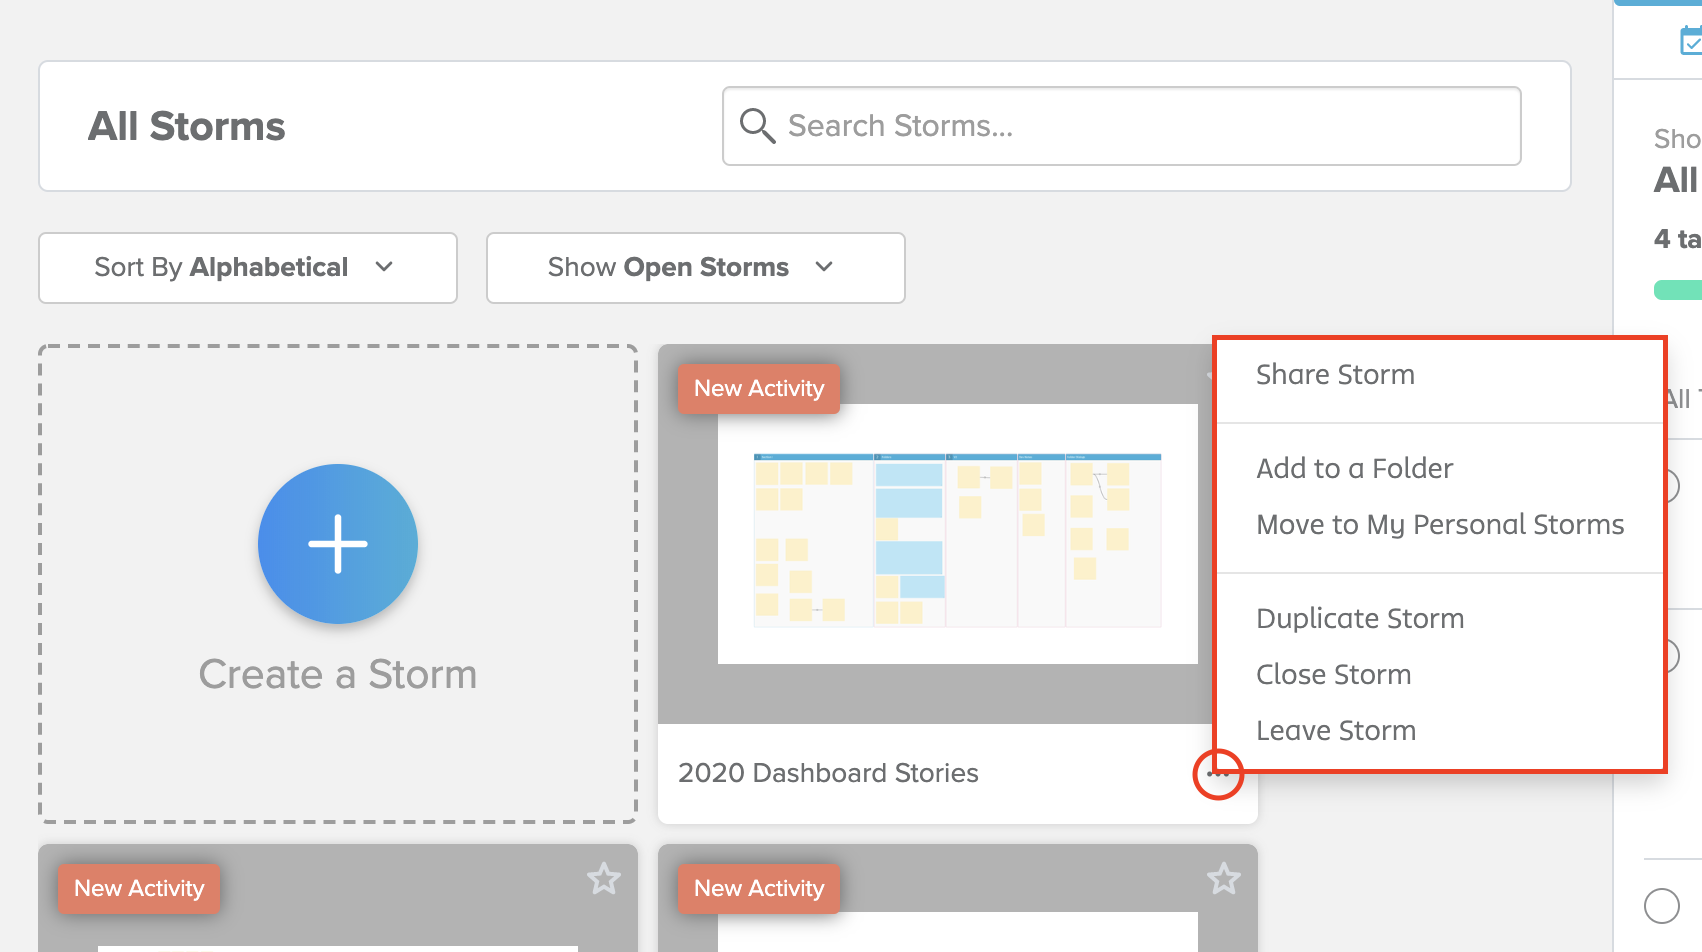 All Storms
Search Storms...
Sort By Alphabetical
Show Open Storms
Create a Storm
New Activity
2020 Dashboard Stories
...
Share Storm
Add to a Folder
Move to My Personal Storms
Duplicate Storm
Close Storm
Leave Storm
New Activity
New Activity
Sho
All
4 ta
All T